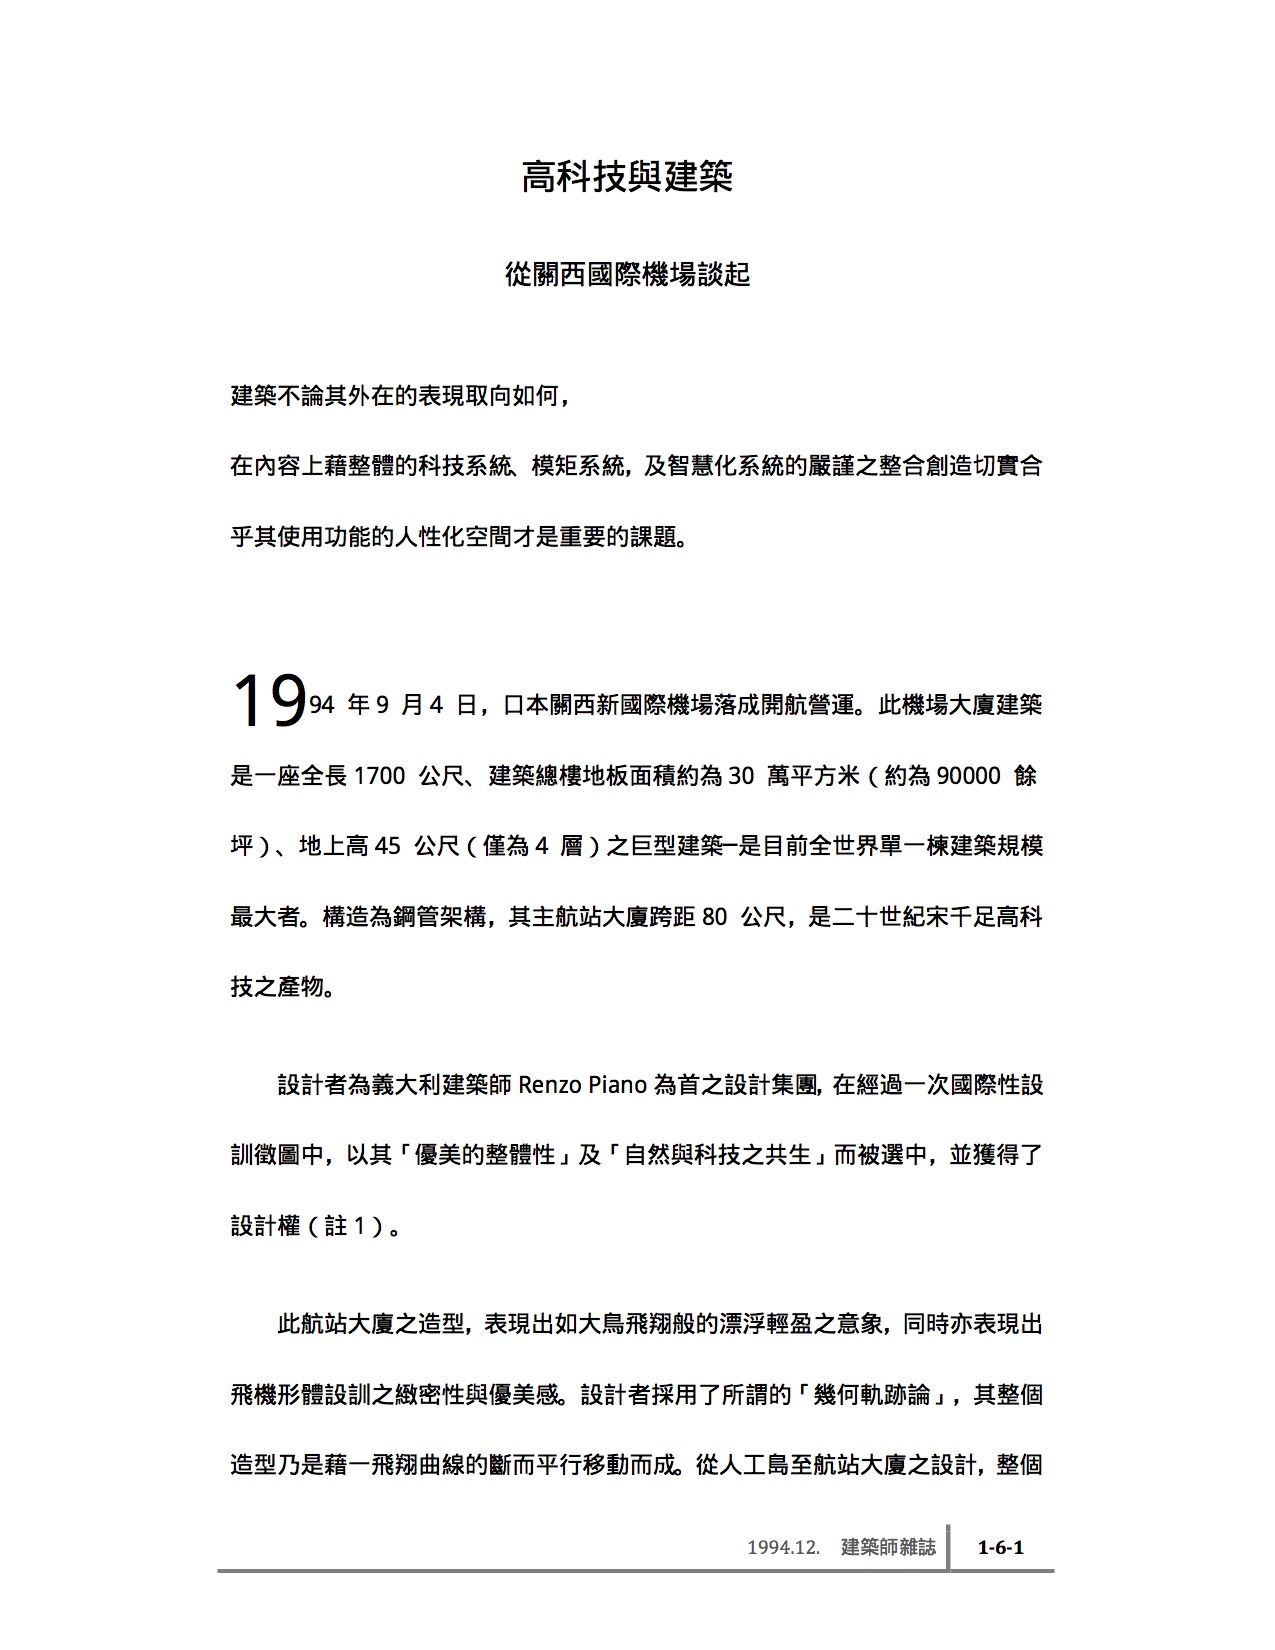 高科技與建築
從關西國際機場談起
建築不論其外在的表現取向如何，
在內容上藉整體的科技系統、模矩系統，及智慧化系統的嚴謹之整合創造切實合
乎其使用功能的人性化空間才是重要的課題。
1994 年 9 月 4 日，口本關西新國際機場落成開航營運。此機場大廈建築
是一座全長 1700 公尺、建築總樓地板面積約為 30 萬平方米（約為 90000 餘
坪）、地上高 45 公尺（僅為 4 層）之巨型建築─是目前全世界單一棟建築規模
最大者。構造為鋼管架構，其主航站大廈跨距 80 公尺，是二十世紀宋千足高科
技之產物。
設計者為義大利建築師 Renzo Piano 為首之設計集團，在經過一次國際性設
訓徵圖中，以其「優美的整體性」及「自然與科技之共生」而被選中，並獲得了
設計權（註 1）。
此航站大廈之造型，表現出如大鳥飛翔般的漂浮輕盈之意象，同時亦表現出
飛機形體設訓之緻密性與優美感。設計者採用了所謂的「幾何軌跡論」，其整個
造型乃是藉一飛翔曲線的斷而平行移動而成。從人工島至航站大廈之設計，整個
1994.12. 建築師雜誌 1-6-1